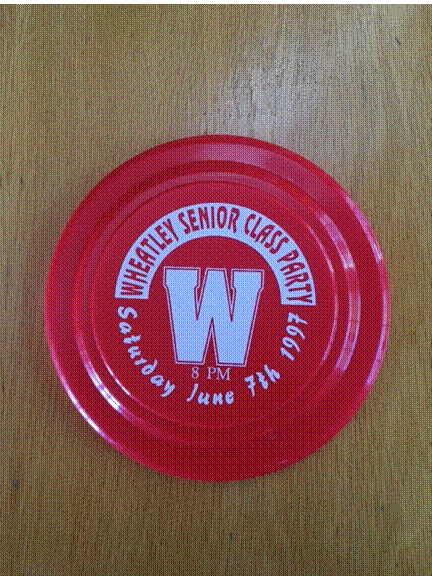 WHEATLEY SENIOR CLASS PARTY
W
8 PM
Saturday June 7th 1997